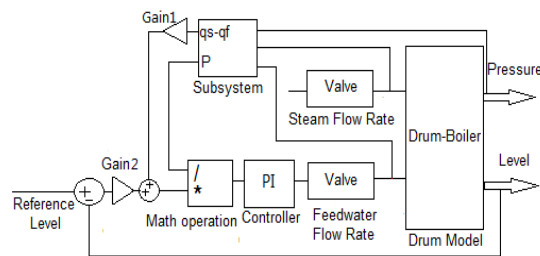 Gain1
qs-qf
P
Subsystem
Valve
Steam Flow Rate
Pressure
Drum-Boiler
Level
Gain2
Reference
Level
/
*
Math operation
PI
Controller
Valve
Feedwater
Flow Rate
Drum Model